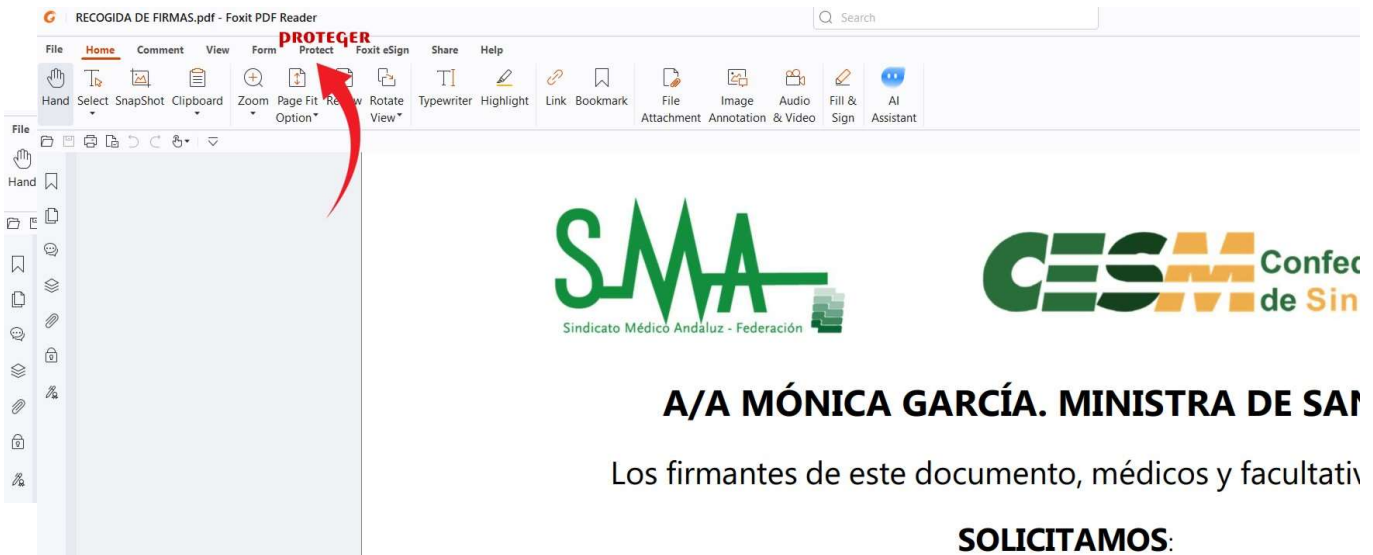 RECOGIDA DE FIRMAS.pdf - Foxit PDF Reader
Search
PROTEGER
File Home Comment View Form Protect Foxit eSign Share Help
Hand Select SnapShot Clipboard Zoom Page Fit Option Rotate View Typewriter Highlight Link Bookmark File Attachment Image Annotation Audio & Video Fill & Sign AI Assistant
File
Hand
SMA
Sindicato Médico Andaluz - Federación
CESM
Confed
de Sin
A/A MÓNICA GARCÍA. MINISTRA DE SAN
Los firmantes de este documento, médicos y facultativ
SOLICITAMOS: